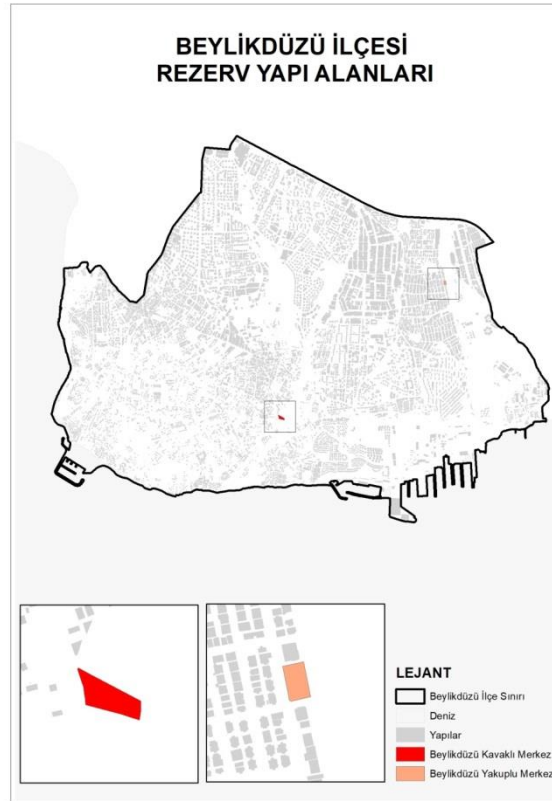 BEYLİKDÜZÜ İLÇESİ
REZERV YAPI ALANLARI
LEJANT
Beylikdüzü İlçe Sınırı
Deniz
Yapılar
Beylikdüzü Kavaklı Merkez
Beylikdüzü Yakuplu Merkez